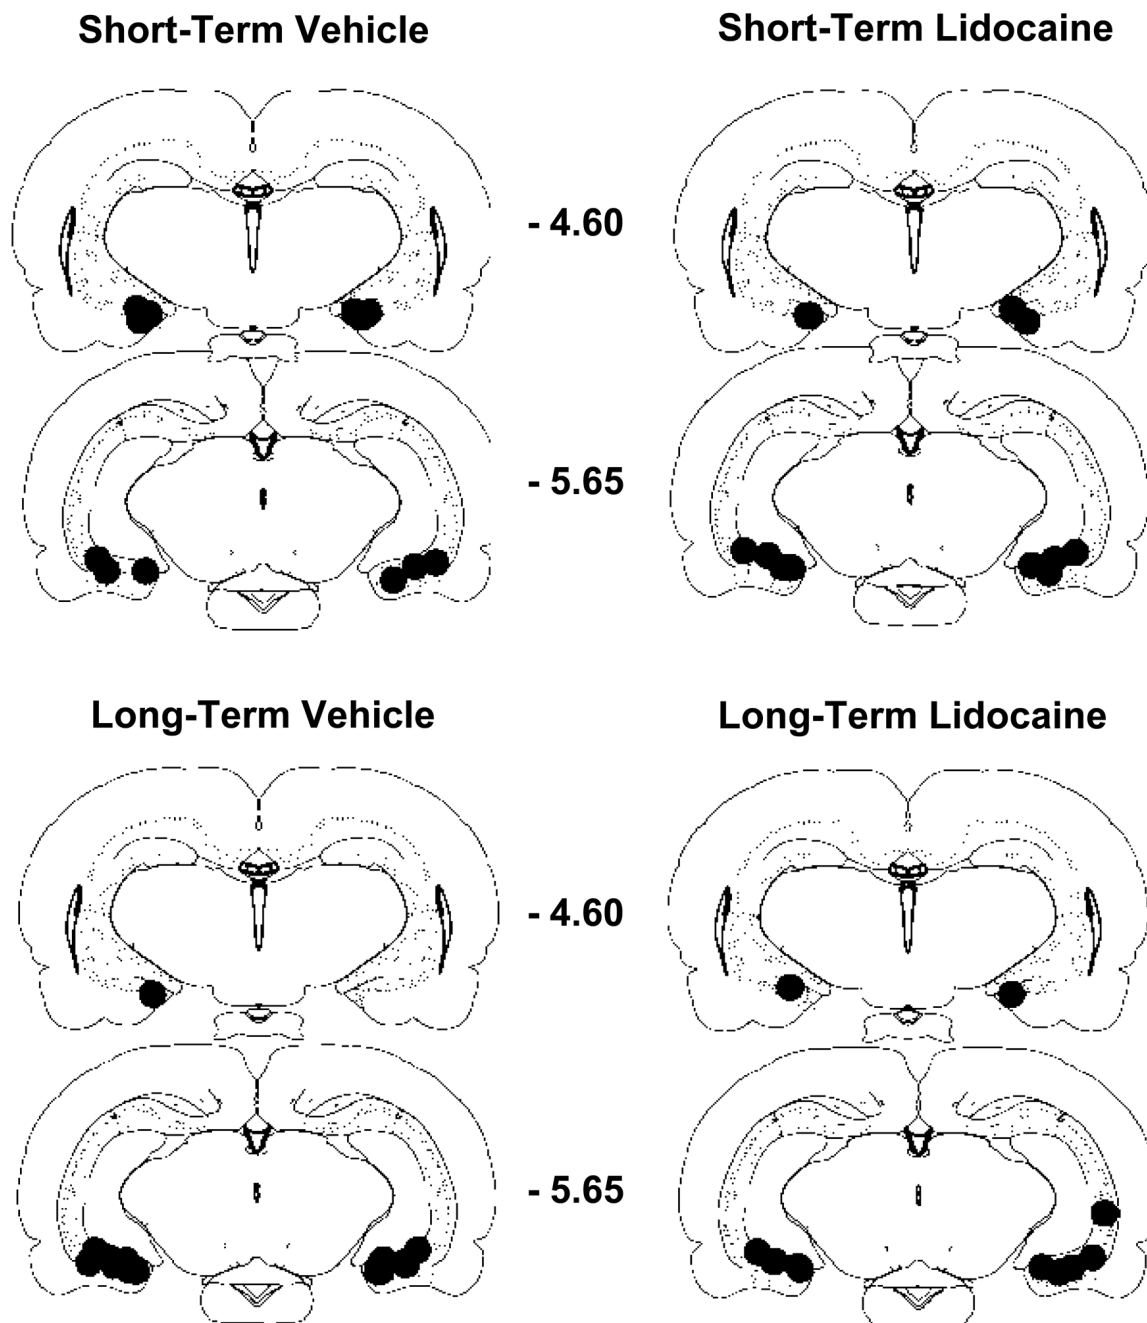 Short-Term Vehicle
Short-Term Lidocaine
- 4.60
- 5.65
Long-Term Vehicle
Long-Term Lidocaine
- 4.60
- 5.65